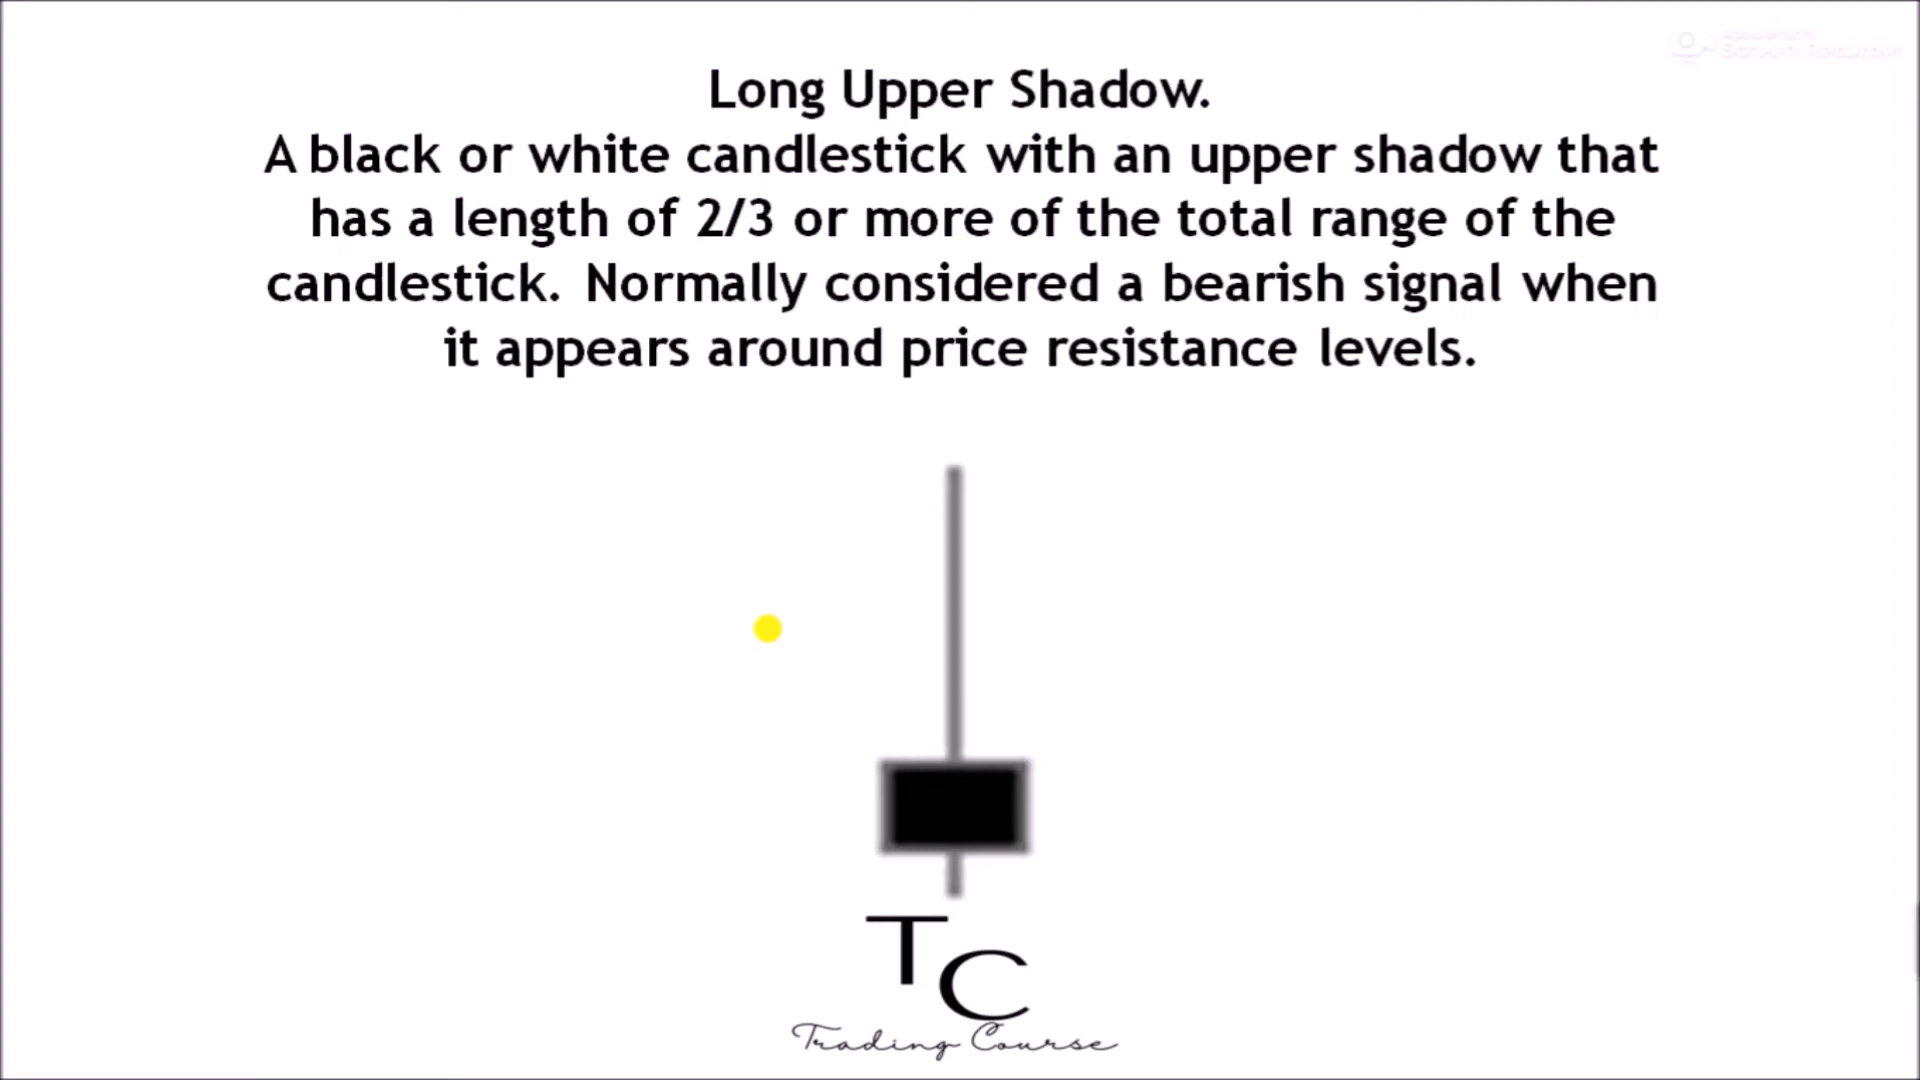 Long Upper Shadow.
A black or white candlestick with an upper shadow that
has a length of 2/3 or more of the total range of the
candlestick. Normally considered a bearish signal when
it appears around price resistance levels.
TC
Trading Course